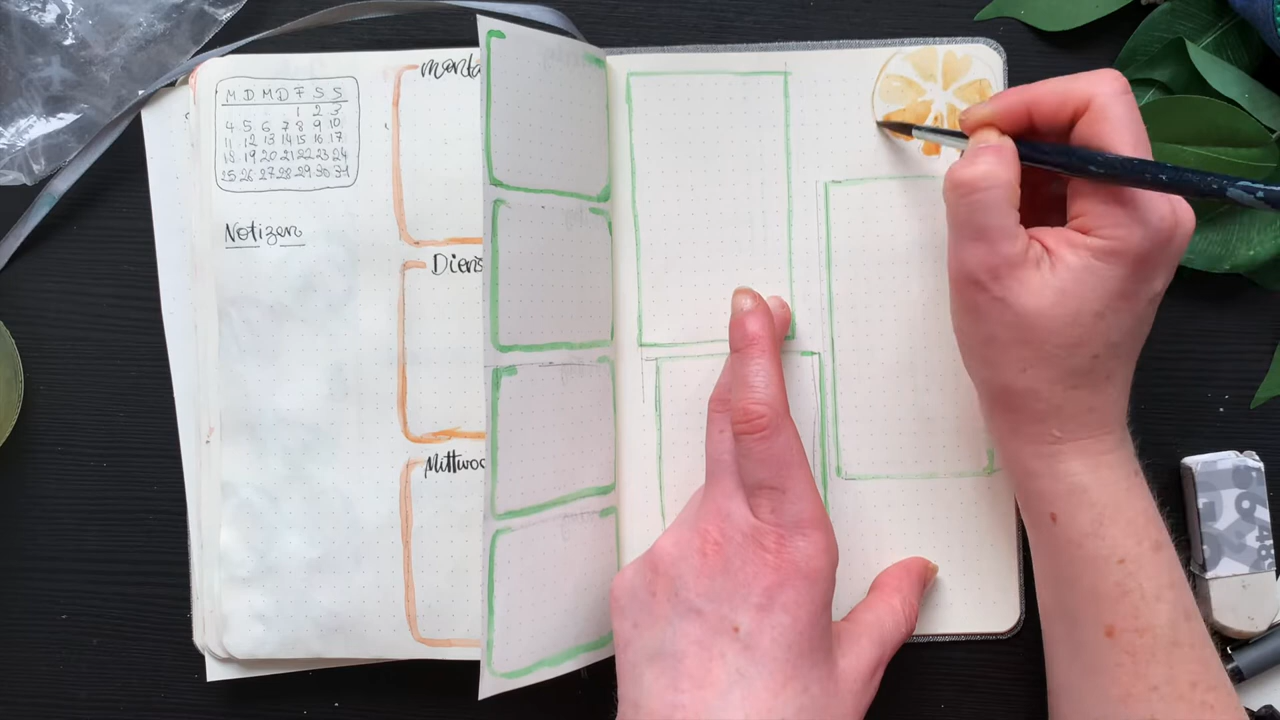 M D M D F S S
1 2 3
4 5 6 7 8 9 10
11 12 13 14 15 16 17
18 19 20 21 22 23 24
25 26 27 28 29 30 31
Notizen
monta
Diens
Mittwoc